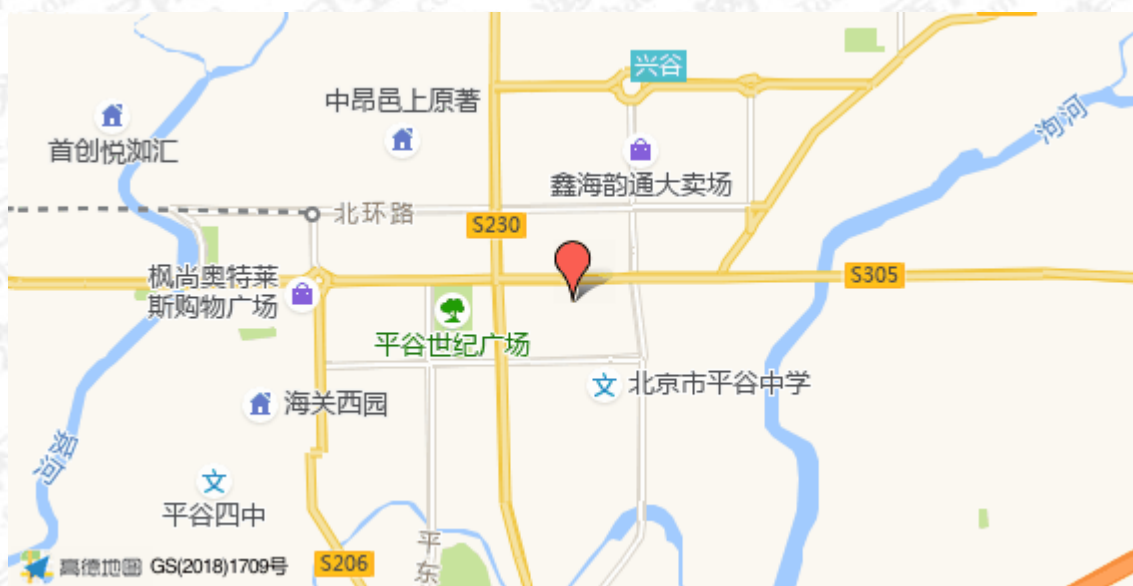 兴谷
中昂邑上原著
首创悦洳汇
洵河
鑫海韵通大卖场
北环路
S230
枫尚奥特莱
斯购物广场
S305
平谷世纪广场
北京市平谷中学
海关西园
洳河
平谷四中
平东
高德地图 GS(2018)1709号
S206